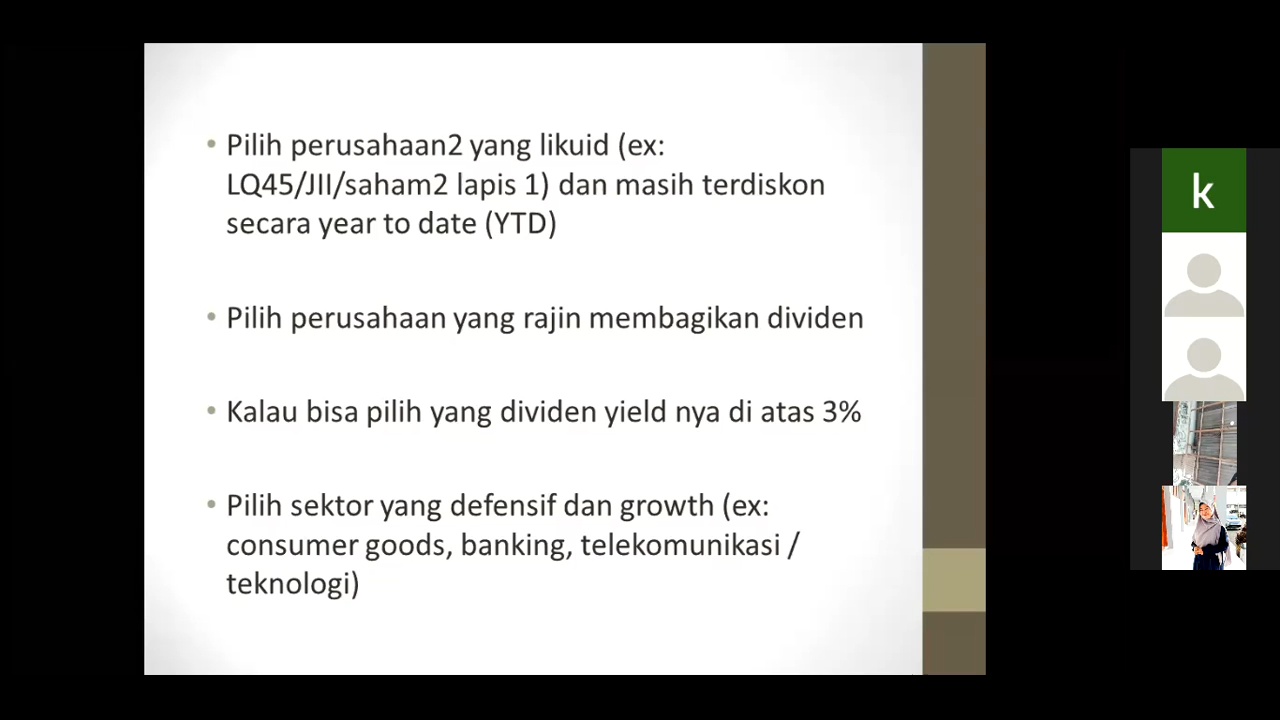 Pilih perusahaan2 yang likuid (ex:
LQ45/JII/saham2 lapis 1) dan masih terdiskon
secara year to date (YTD)
Pilih perusahaan yang rajin membagikan dividen
Kalau bisa pilih yang dividen yield nya di atas 3%
Pilih sektor yang defensif dan growth (ex:
consumer goods, banking, telekomunikasi /
teknologi)
k